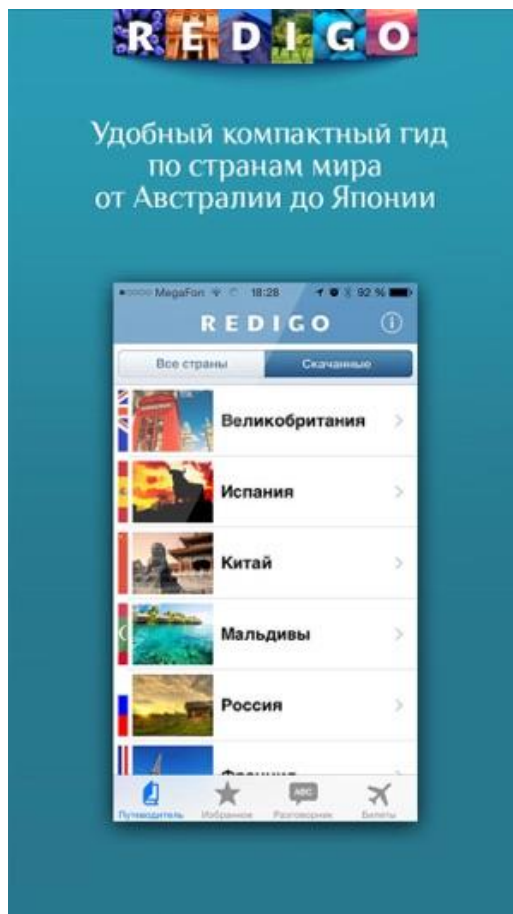 REDIGO
Удобный компактный гид
по странам мира
от Австралии до Японии
MegaFon 18:28 92 %
REDIGO
Все страны Скачанные
Великобритания
Испания
Китай
Мальдивы
Россия
Франция
ABC
Путеводитель Избранное Разговорник Билеты